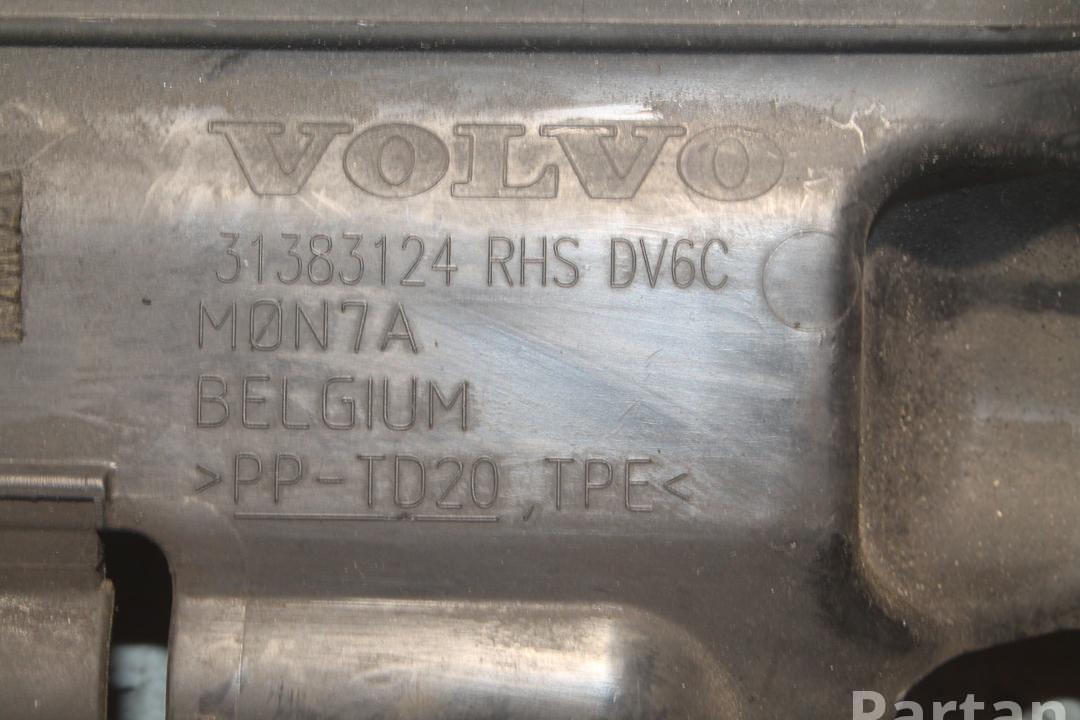 VOLVO
31383124 RHS DV6C
MØN7A
BELGIUM
>PP-TD20 ,TPE<
Partan